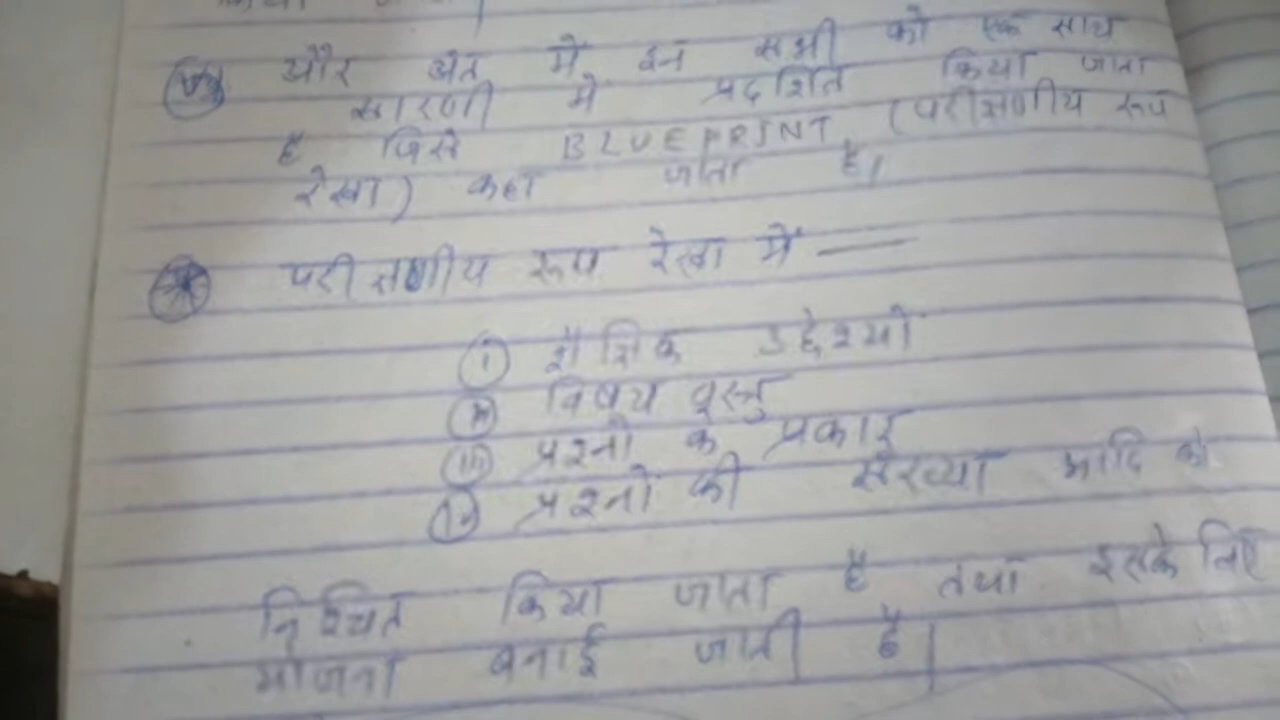 और अंत में इन सभी को एक साथ
सारणी में प्रदर्शित किया जाता
है जिसे BLUEPRINT (परीक्षणीय रूप
रेखा) कहा जाता है।
परीक्षणीय रूप रेखा में —
(i) शैक्षिक उद्देश्यों
(ii) विषय वस्तु
(iii) प्रश्नों के प्रकार
(iv) प्रश्नों की संख्या आदि को
निश्चित किया जाता है तथा इसके लिए
योजना बनाई जाती है।